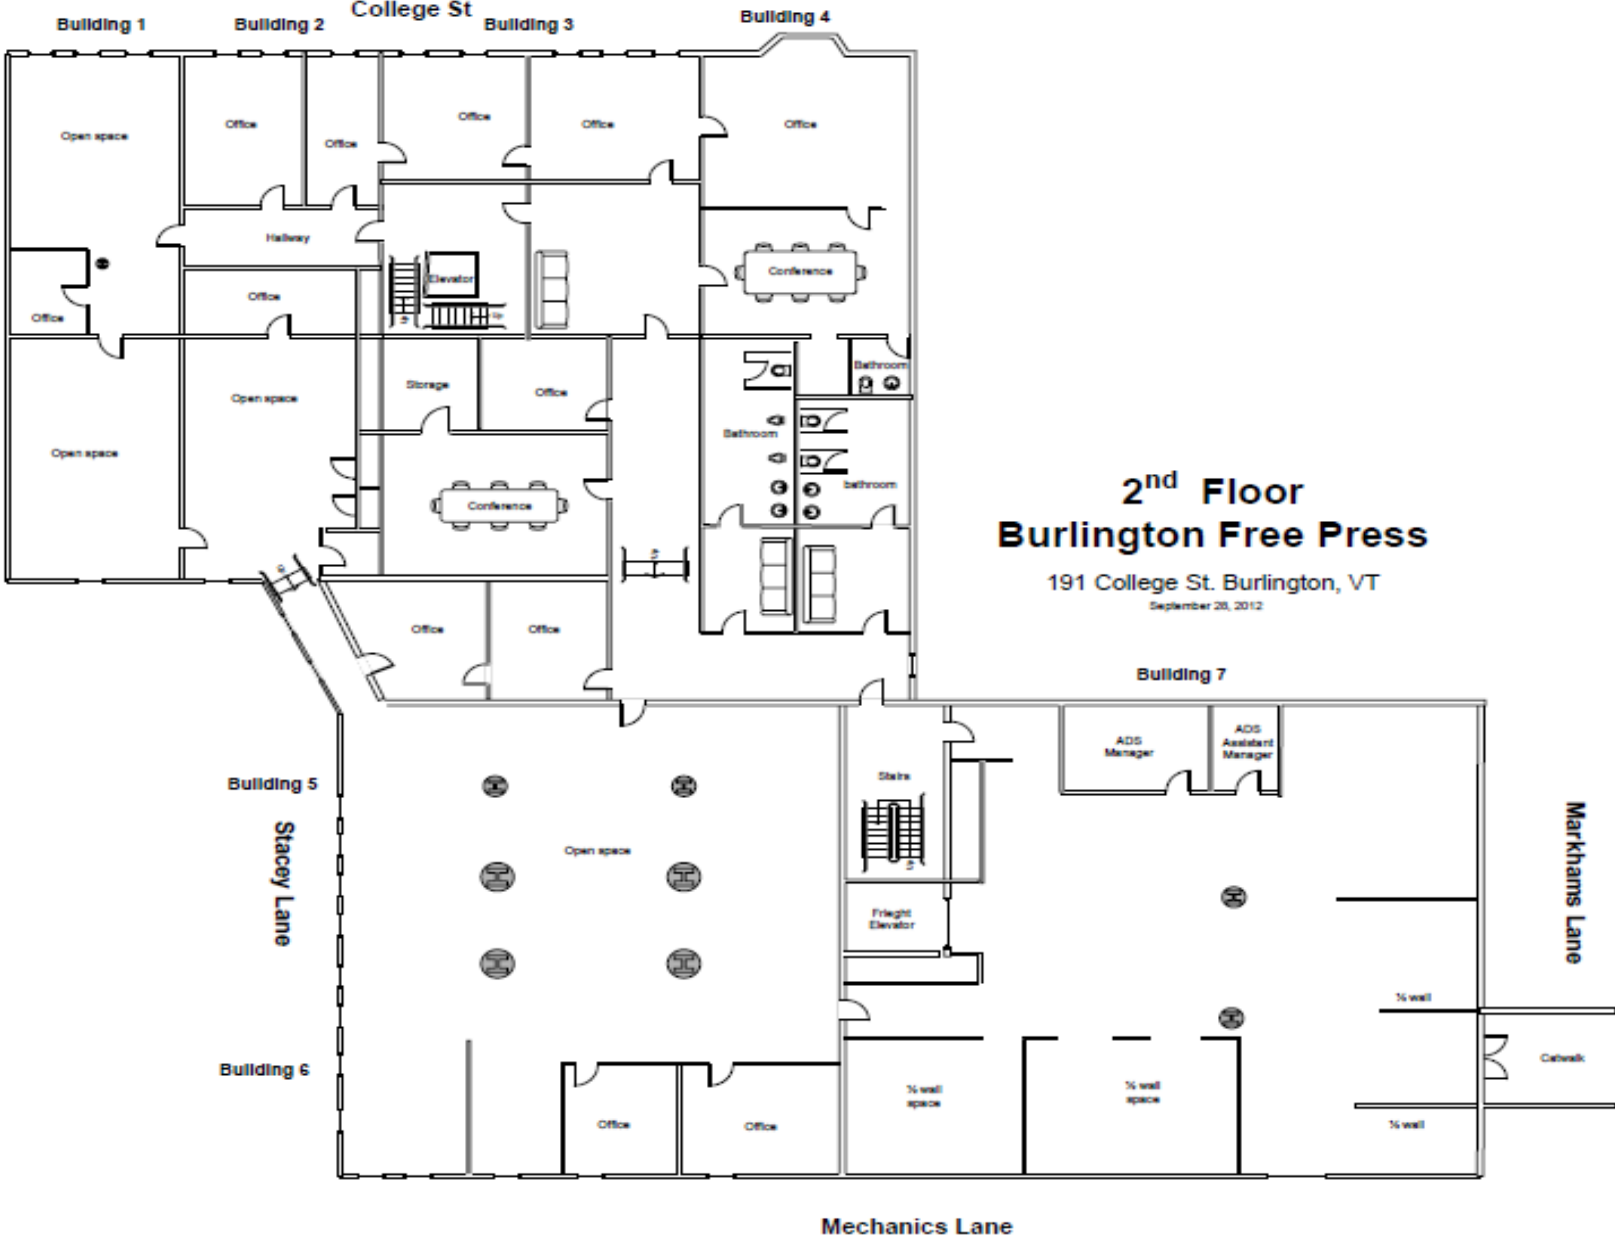 College St
Building 1
Building 2
Building 3
Building 4
Open space
Office
Office
Office
Office
Office
Hallway
Office
Office
Elevator
up
Conference
Open space
Open space
Storage
Office
Bathroom
Bathroom
bathroom
Conference
Office
Office
2nd Floor
Burlington Free Press
191 College St. Burlington, VT
September 28, 2012
Building 7
Building 5
Stacey Lane
Building 6
Open space
Stairs
Frieght
Elevator
ADS
Manager
ADS
Assistant
Manager
Markhams Lane
½ wall
Catwalk
½ wall
½ wall
space
½ wall
space
Office
Office
Mechanics Lane